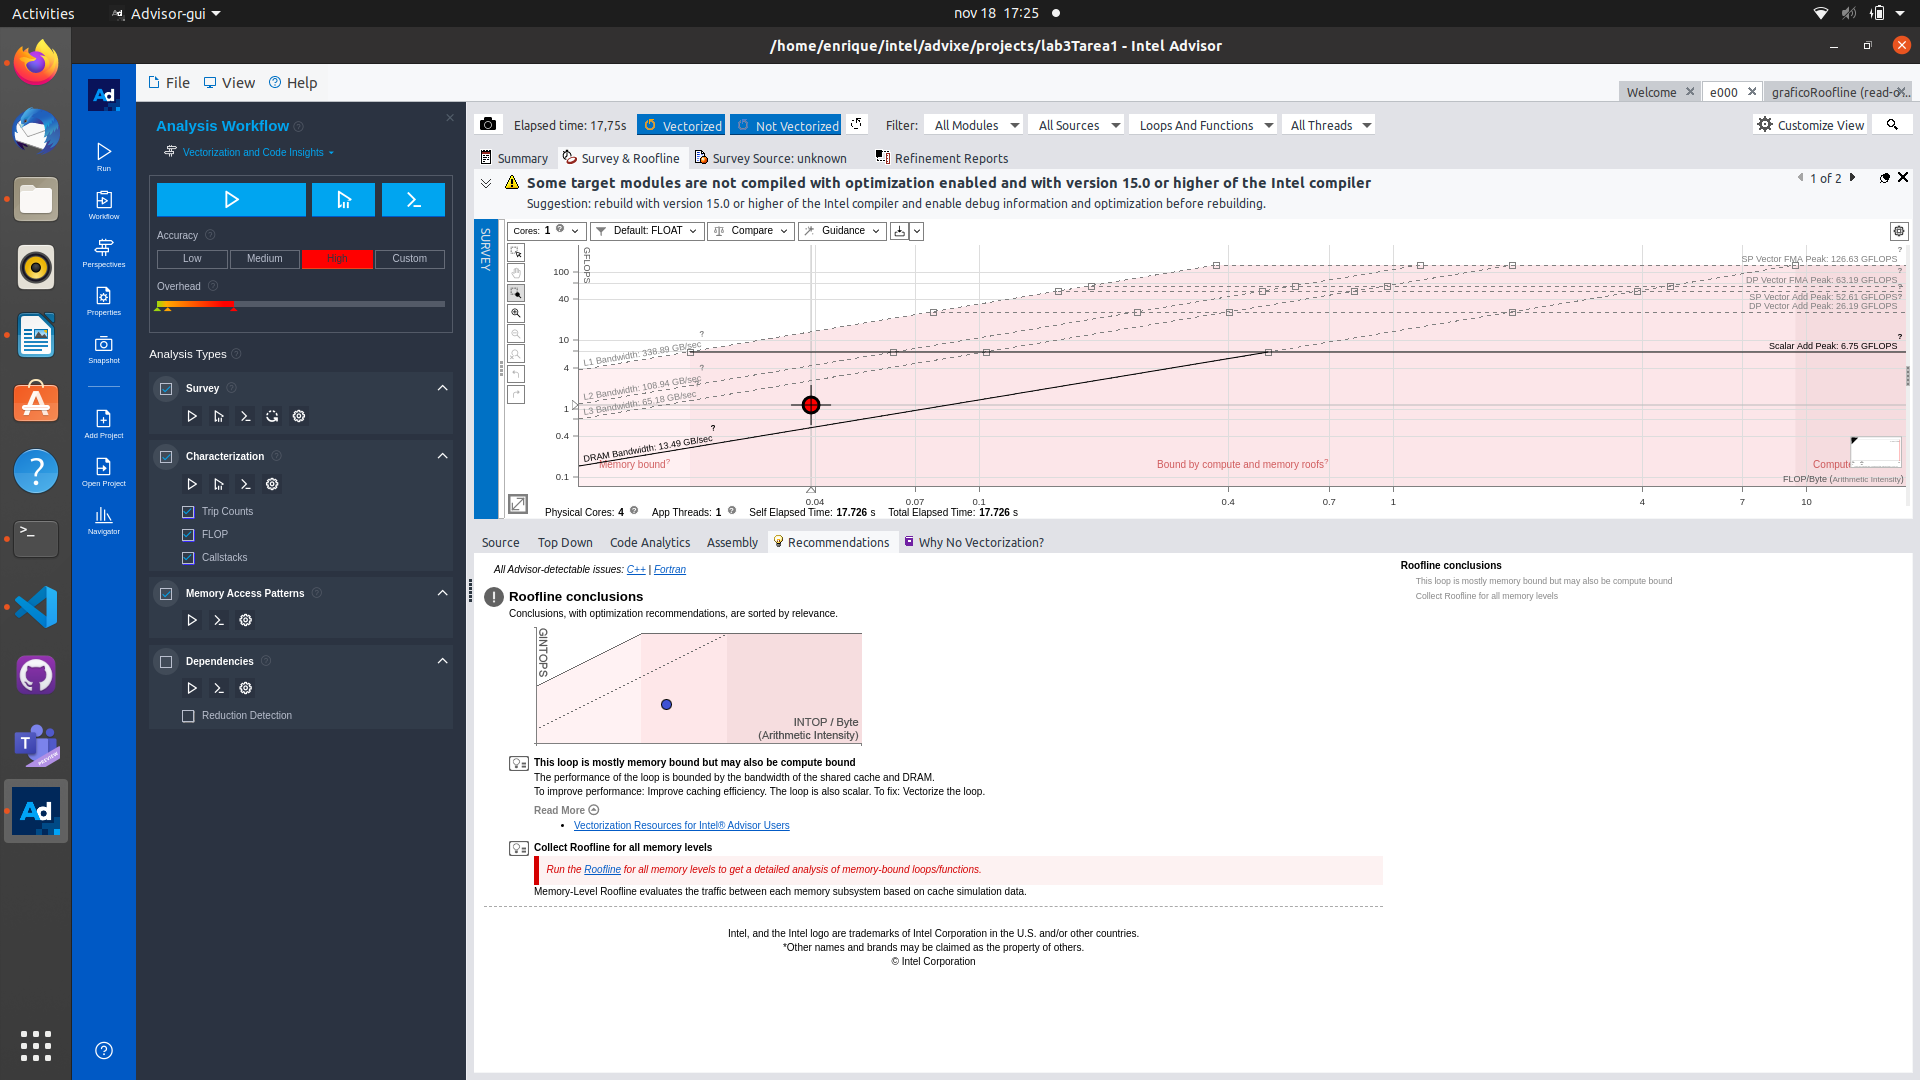 Activities
Advisor-gui
nov 18 17:25
/home/enrique/intel/advixe/projects/lab3Tarea1 - Intel Advisor
Ad
Run
Workflow
Perspectives
Properties
Snapshot
Add Project
Open Project
Navigator
File View Help
Welcome
e000
graficoRoofline (read-o...
Analysis Workflow
Vectorization and Code Insights
Accuracy
Low Medium High Custom
Overhead
Analysis Types
Survey
Characterization
Trip Counts
FLOP
Callstacks
Memory Access Patterns
Dependencies
Reduction Detection
Elapsed time: 17,75s Vectorized Not Vectorized Filter: All Modules All Sources Loops And Functions All Threads Customize View
Summary Survey & Roofline Survey Source: unknown Refinement Reports
Some target modules are not compiled with optimization enabled and with version 15.0 or higher of the Intel compiler
1 of 2
Suggestion: rebuild with version 15.0 or higher of the Intel compiler and enable debug information and optimization before rebuilding.
SURVEY
Cores: 1 Default: FLOAT Compare Guidance
GFLOPS
100
40
10
4
1
0.4
0.1
SP Vector FMA Peak: 126.63 GFLOPS
DP Vector FMA Peak: 63.19 GFLOPS
SP Vector Add Peak: 52.61 GFLOPS
DP Vector Add Peak: 26.19 GFLOPS
Scalar Add Peak: 6.75 GFLOPS
L1 Bandwidth: 338.89 GB/sec
L2 Bandwidth: 108.94 GB/sec
L3 Bandwidth: 65.18 GB/sec
DRAM Bandwidth: 13.49 GB/sec
Memory bound?
Bound by compute and memory roofs?
Compute
FLOP/Byte (Arithmetic Intensity)
0.04 0.07 0.1 0.4 0.7 1 4 7 10
Physical Cores: 4 App Threads: 1 Self Elapsed Time: 17.726 s Total Elapsed Time: 17.726 s
Source Top Down Code Analytics Assembly Recommendations Why No Vectorization?
All Advisor-detectable issues: C++ | Fortran
Roofline conclusions
Conclusions, with optimization recommendations, are sorted by relevance.
GINTOPS
INTOP / Byte
(Arithmetic Intensity)
This loop is mostly memory bound but may also be compute bound
The performance of the loop is bounded by the bandwidth of the shared cache and DRAM.
To improve performance: Improve caching efficiency. The loop is also scalar. To fix: Vectorize the loop.
Read More
Vectorization Resources for Intel® Advisor Users
Collect Roofline for all memory levels
Run the Roofline for all memory levels to get a detailed analysis of memory-bound loops/functions.
Memory-Level Roofline evaluates the traffic between each memory subsystem based on cache simulation data.
Intel, and the Intel logo are trademarks of Intel Corporation in the U.S. and/or other countries.
*Other names and brands may be claimed as the property of others.
© Intel Corporation
Roofline conclusions
This loop is mostly memory bound but may also be compute bound
Collect Roofline for all memory levels